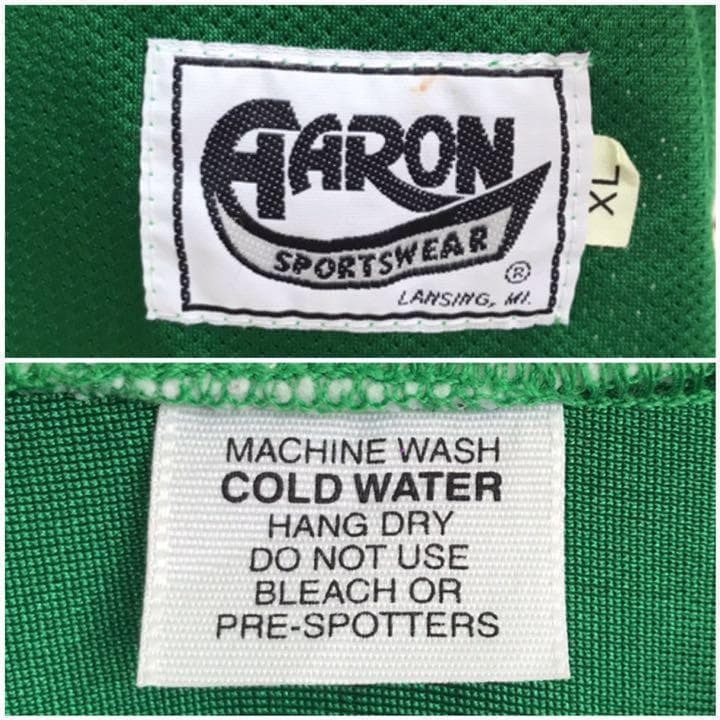 AARON
SPORTSWEAR
®
LANSING, MI.
XL
MACHINE WASH
COLD WATER
HANG DRY
DO NOT USE
BLEACH OR
PRE-SPOTTERS